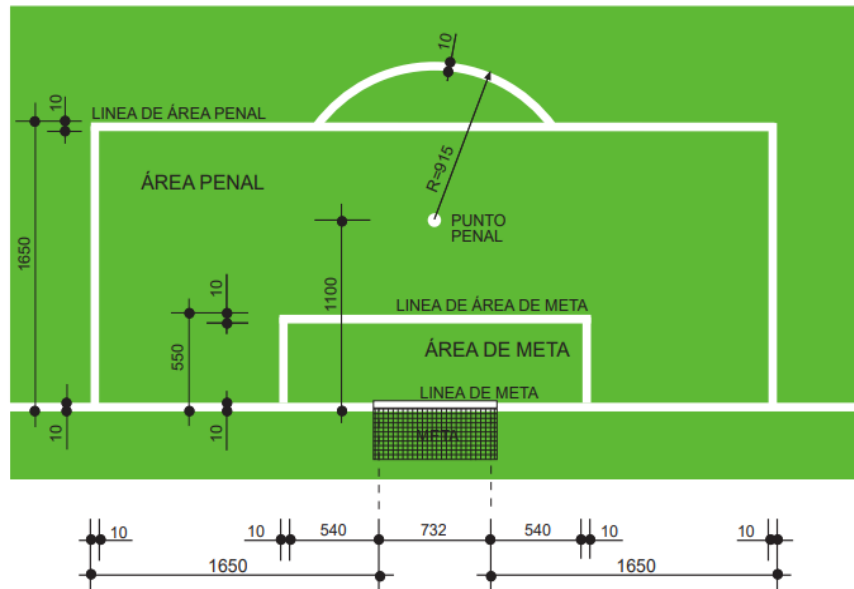 10
10
LINEA DE ÁREA PENAL
ÁREA PENAL
R=915
PUNTO
PENAL
1650
1100
10
LINEA DE ÁREA DE META
550
ÁREA DE META
LINEA DE META
10
10
META
10
10
540
732
540
10
10
1650
1650